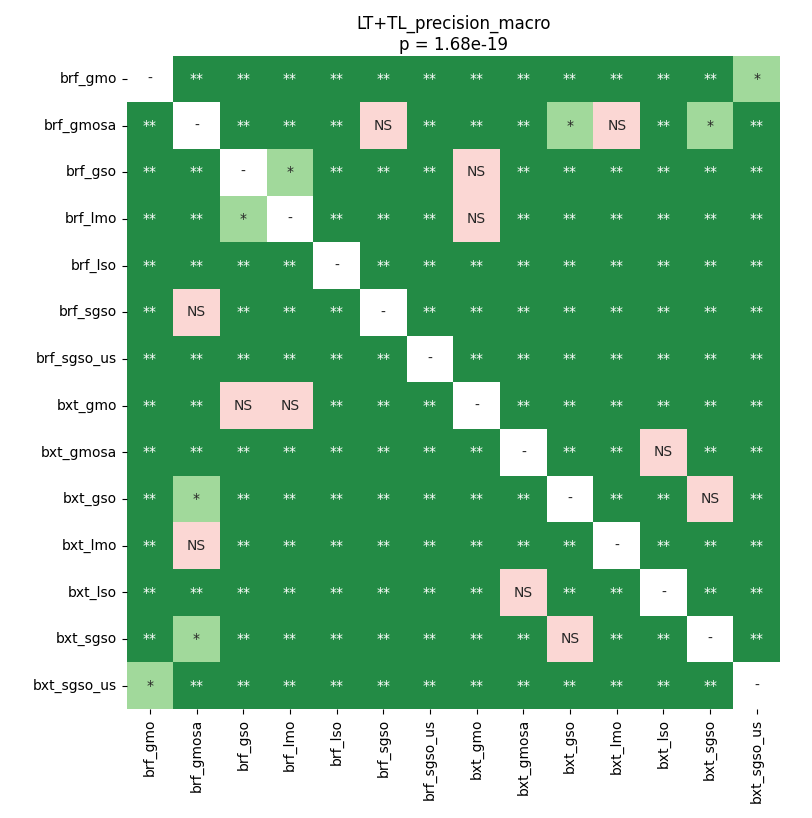 LT+TL_precision_macro
p = 1.68e-19
brf_gmo - ** ** ** ** ** ** ** ** ** ** ** ** *
brf_gmosa ** - ** ** ** NS ** ** ** * NS ** * **
brf_gso ** ** - * ** ** ** NS ** ** ** ** ** **
brf_lmo ** ** * - ** ** ** NS ** ** ** ** ** **
brf_lso ** ** ** ** - ** ** ** ** ** ** ** ** **
brf_sgso ** NS ** ** ** - ** ** ** ** ** ** ** **
brf_sgso_us ** ** ** ** ** ** - ** ** ** ** ** ** **
bxt_gmo ** ** NS NS ** ** ** - ** ** ** ** ** **
bxt_gmosa ** ** ** ** ** ** ** ** - ** ** NS ** **
bxt_gso ** * ** ** ** ** ** ** ** - ** ** NS **
bxt_lmo ** NS ** ** ** ** ** ** ** ** - ** ** **
bxt_lso ** ** ** ** ** ** ** ** NS ** ** - ** **
bxt_sgso ** * ** ** ** ** ** ** ** NS ** ** - **
bxt_sgso_us * ** ** ** ** ** ** ** ** ** ** ** ** -
brf_gmo brf_gmosa brf_gso brf_lmo brf_lso brf_sgso brf_sgso_us bxt_gmo bxt_gmosa bxt_gso bxt_lmo bxt_lso bxt_sgso bxt_sgso_us